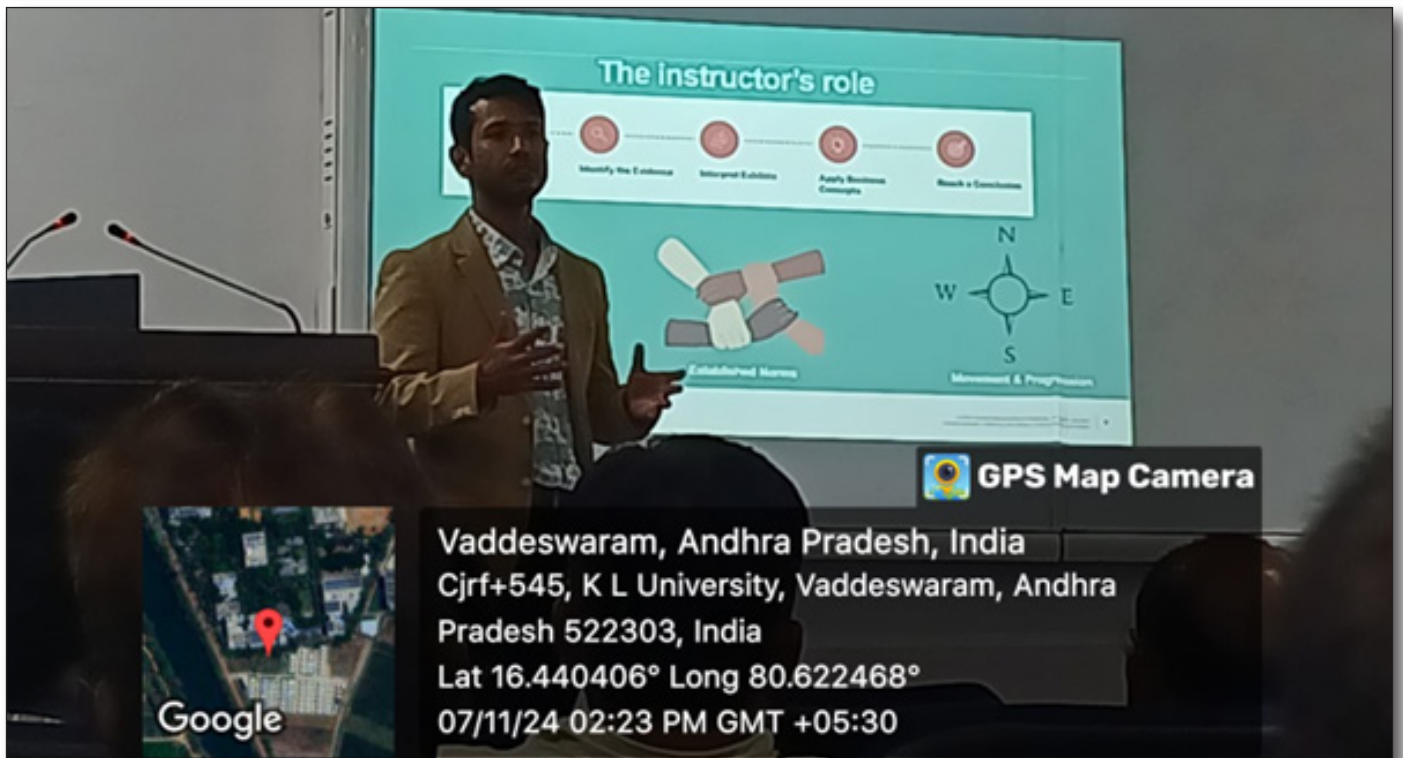 The instructor's role
Identify the Evidence
Interpret Exhibits
Apply Business
Concepts
Reach a Conclusion
N
W
E
S
Established Norms
Movement & Progression
GPS Map Camera
Vaddeswaram, Andhra Pradesh, India
Cjrf+545, K L University, Vaddeswaram, Andhra
Pradesh 522303, India
Lat 16.440406° Long 80.622468°
07/11/24 02:23 PM GMT +05:30
Google